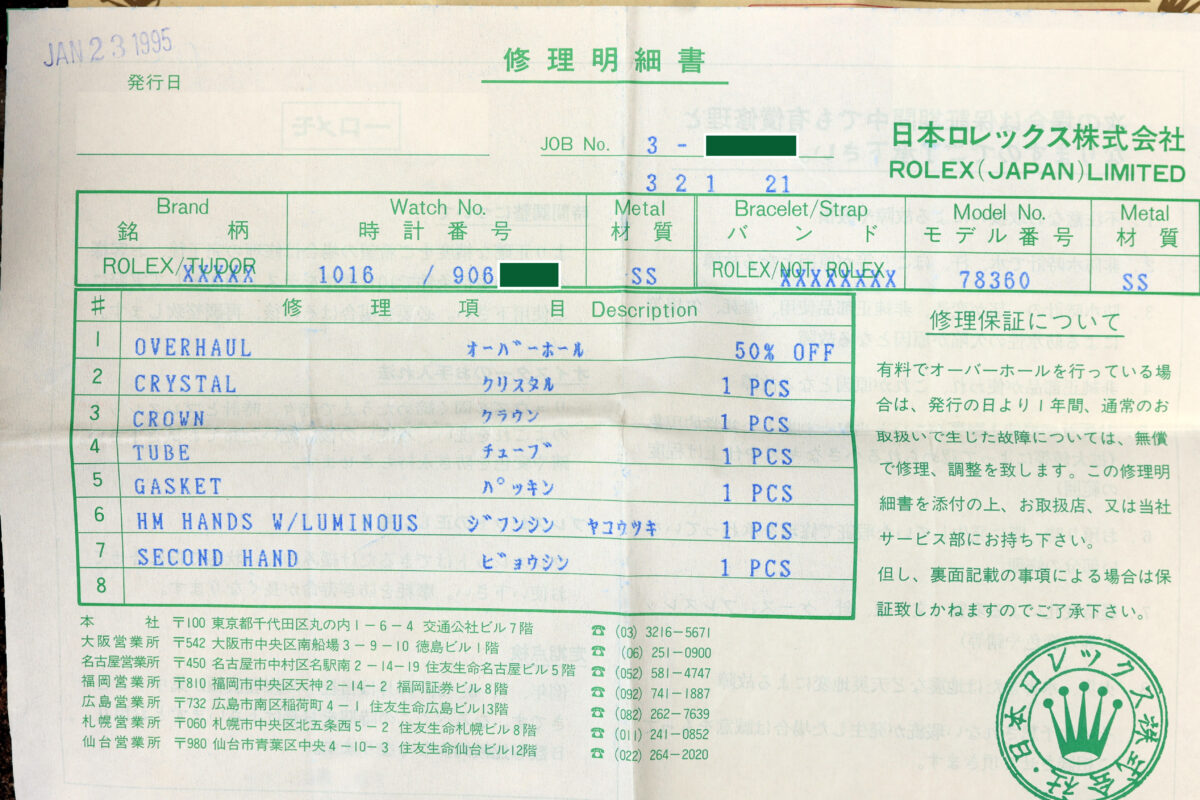 JAN 23 1995
修理明細書
発行日
日本ロレックス株式会社
ROLEX(JAPAN)LIMITED
JOB No. 3 -
321 21
Brand Watch No. Metal Bracelet/Strap Model No. Metal
銘柄 時計番号 材質 バンド モデル番号 材質
ROLEX/TUDOR XXXXX 1016 / 906 SS ROLEX/NOT ROLEX XXXXXXXX 78360 SS
# 修理項目 Description
1 OVERHAUL オーバーホール 50% OFF
2 CRYSTAL クリスタル 1 PCS
3 CROWN クラウン 1 PCS
4 TUBE チューブ 1 PCS
5 GASKET パッキン 1 PCS
6 HM HANDS W/LUMINOUS ジフンシン ヤコウツキ 1 PCS
7 SECOND HAND ビョウシン 1 PCS
8
修理保証について
有料でオーバーホールを行っている場
合は、発行の日より1年間、通常のお
取扱いで生じた故障については、無償
で修理、調整を致します。この修理明
細書を添付の上、お取扱店、又は当社
サービス部にお持ち下さい。
但し、裏面記載の事項による場合は保
証致しかねますのでご了承下さい。
本社 〒100 東京都千代田区丸の内1-6-4 交通公社ビル7階 ☎ (03) 3216-5671
大阪営業所 〒542 大阪市中央区南船場3-9-10 徳島ビル1階 ☎ (06) 251-0900
名古屋営業所 〒450 名古屋市中村区名駅南2-14-19 住友生命名古屋ビル5階 ☎ (052) 581-4747
福岡営業所 〒810 福岡市中央区天神2-14-2 福岡証券ビル8階 ☎ (092) 741-1887
広島営業所 〒732 広島市南区稲荷町4-1 住友生命広島ビル13階 ☎ (082) 262-7639
札幌営業所 〒060 札幌市中央区北五条西5-2 住友生命札幌ビル8階 ☎ (011) 241-0852
仙台営業所 〒980 仙台市青葉区中央4-10-3 住友生命仙台ビル12階 ☎ (022) 264-2020
日本ロレックス株式会社